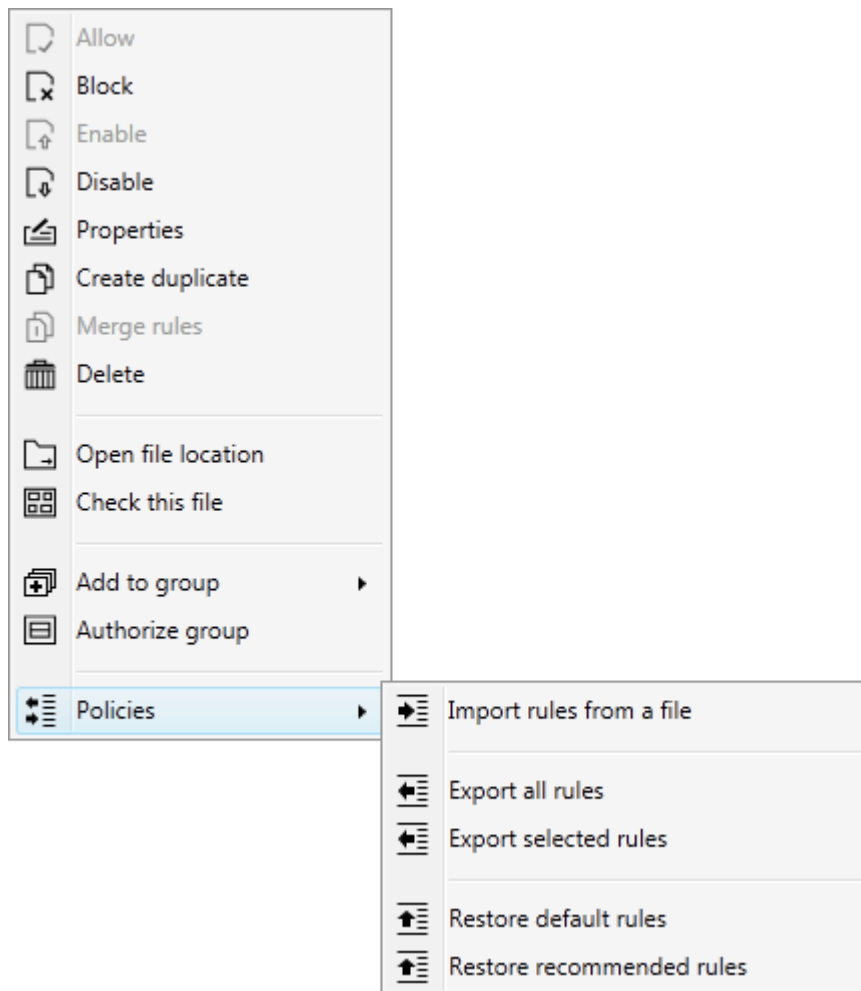 Allow
Block
Enable
Disable
Properties
Create duplicate
Merge rules
Delete
Open file location
Check this file
Add to group
Authorize group
Policies
Import rules from a file
Export all rules
Export selected rules
Restore default rules
Restore recommended rules